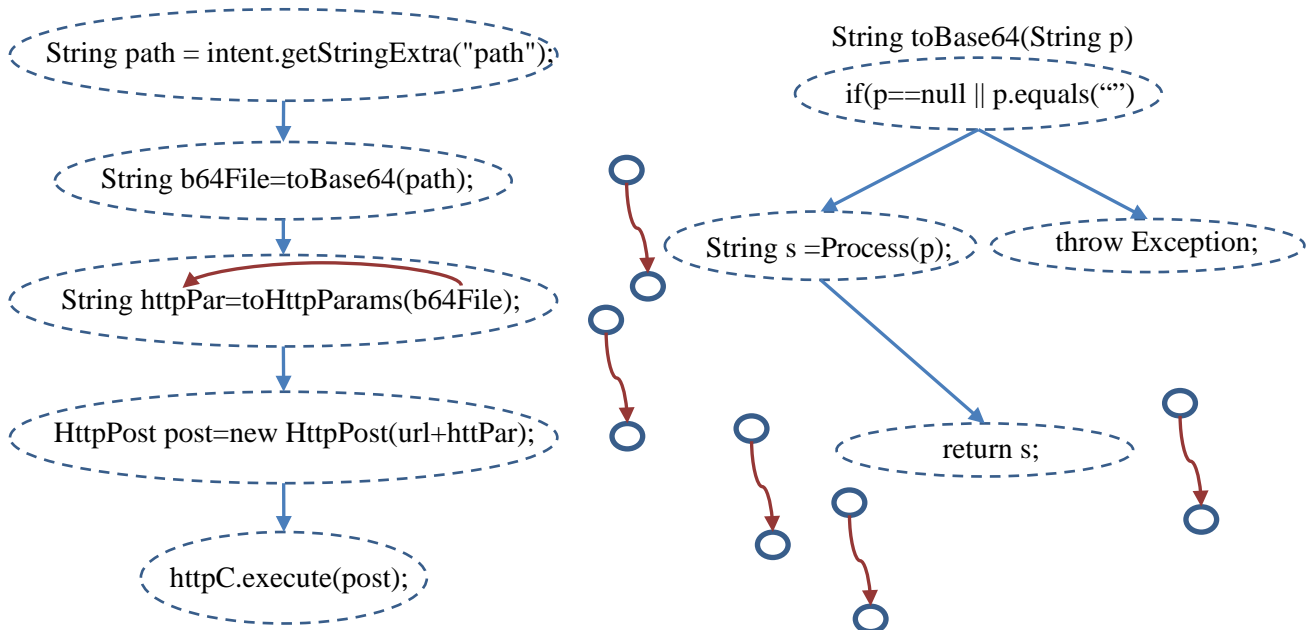 String path = intent.getStringExtra("path");
String b64File=toBase64(path);
String httpPar=toHttpParams(b64File);
HttpPost post=new HttpPost(url+httPar);
httpC.execute(post);
String toBase64(String p)
if(p==null || p.equals(“”)
String s =Process(p);
throw Exception;
return s;